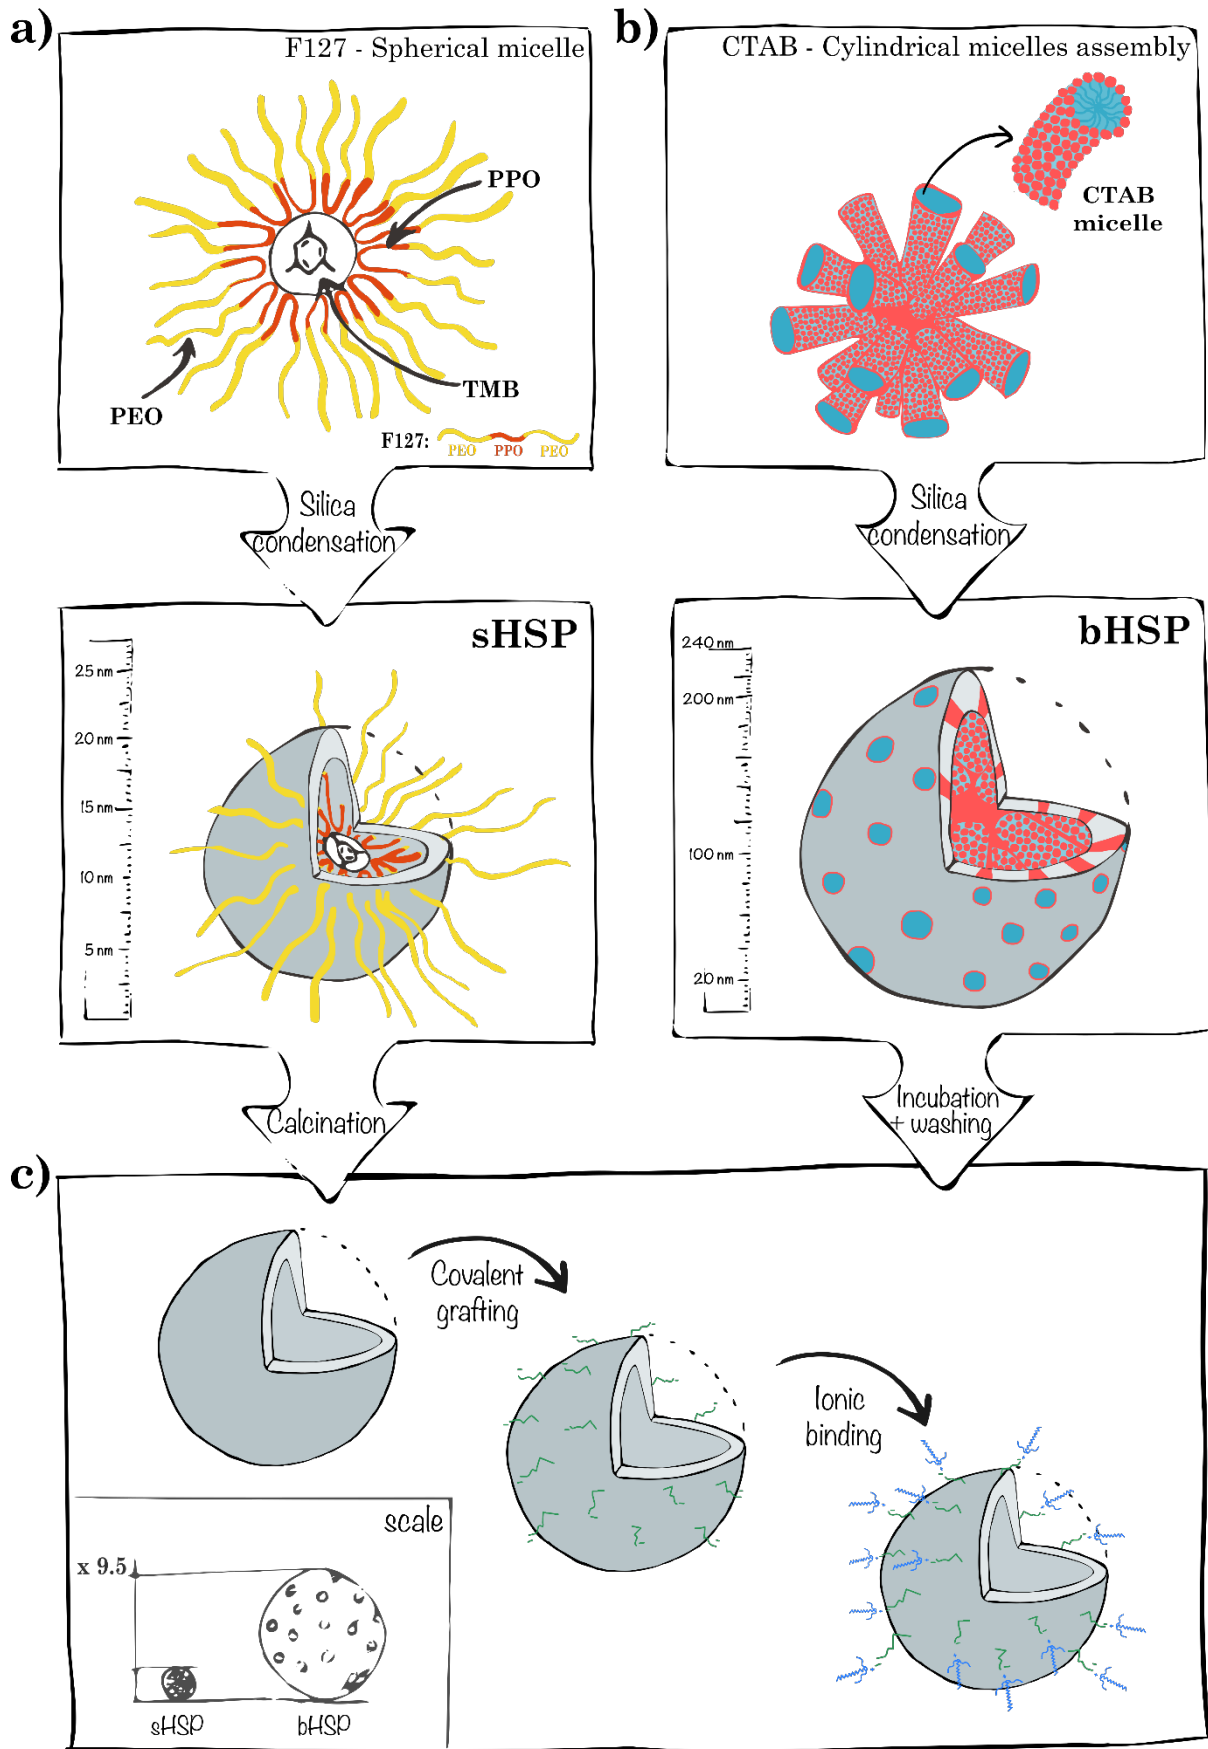 a)
F127 - Spherical micelle
PPO
TMB
PEO
F127:
PEO PPO PEO
Silica
condensation
b)
CTAB - Cylindrical micelles assembly
CTAB
micelle
Silica
condensation
sHSP
25 nm
20 nm
15 nm
10 nm
5 nm
Calcination
bHSP
240 nm
200 nm
100 nm
20 nm
Incubation
+ washing
c)
Covalent
grafting
Ionic
binding
scale
x 9.5
sHSP
bHSP